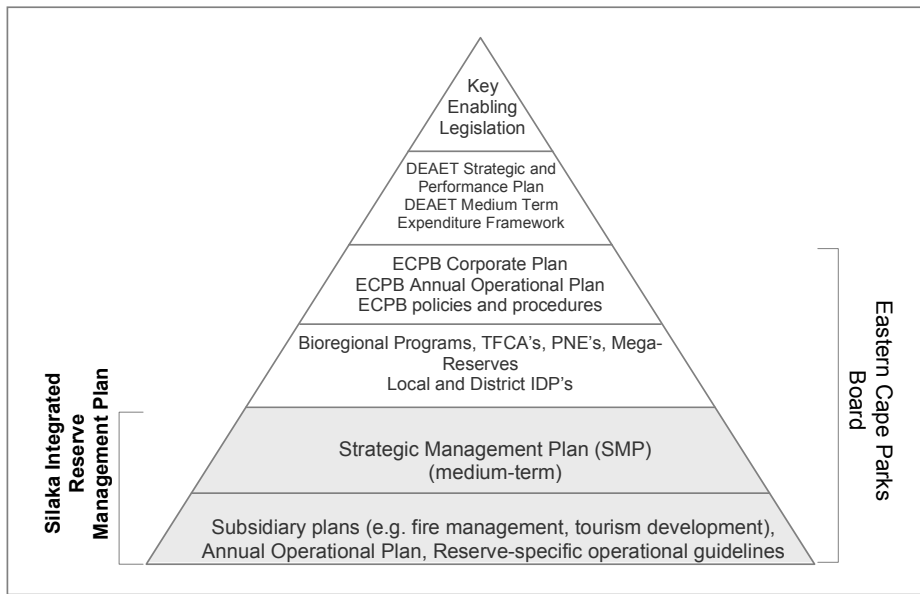 Key
Enabling
Legislation
DEAET Strategic and
Performance Plan
DEAET Medium Term
Expenditure Framework
ECPB Corporate Plan
ECPB Annual Operational Plan
ECPB policies and procedures
Bioregional Programs, TFCA's, PNE's, Mega-
Reserves
Local and District IDP's
Strategic Management Plan (SMP)
(medium-term)
Subsidiary plans (e.g. fire management, tourism development),
Annual Operational Plan, Reserve-specific operational guidelines
Silaka Integrated
Reserve
Management Plan
Eastern Cape Parks
Board